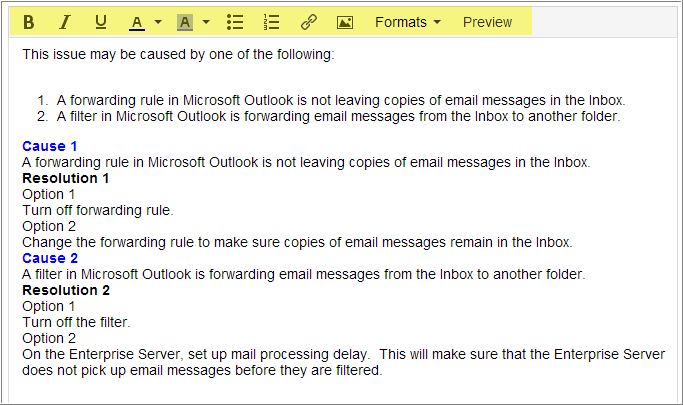 B I U A A Formats Preview
This issue may be caused by one of the following:
1. A forwarding rule in Microsoft Outlook is not leaving copies of email messages in the Inbox.
2. A filter in Microsoft Outlook is forwarding email messages from the Inbox to another folder.
Cause 1
A forwarding rule in Microsoft Outlook is not leaving copies of email messages in the Inbox.
Resolution 1
Option 1
Turn off forwarding rule.
Option 2
Change the forwarding rule to make sure copies of email messages remain in the Inbox.
Cause 2
A filter in Microsoft Outlook is forwarding email messages from the Inbox to another folder.
Resolution 2
Option 1
Turn off the filter.
Option 2
On the Enterprise Server, set up mail processing delay.  This will make sure that the Enterprise Server
does not pick up email messages before they are filtered.